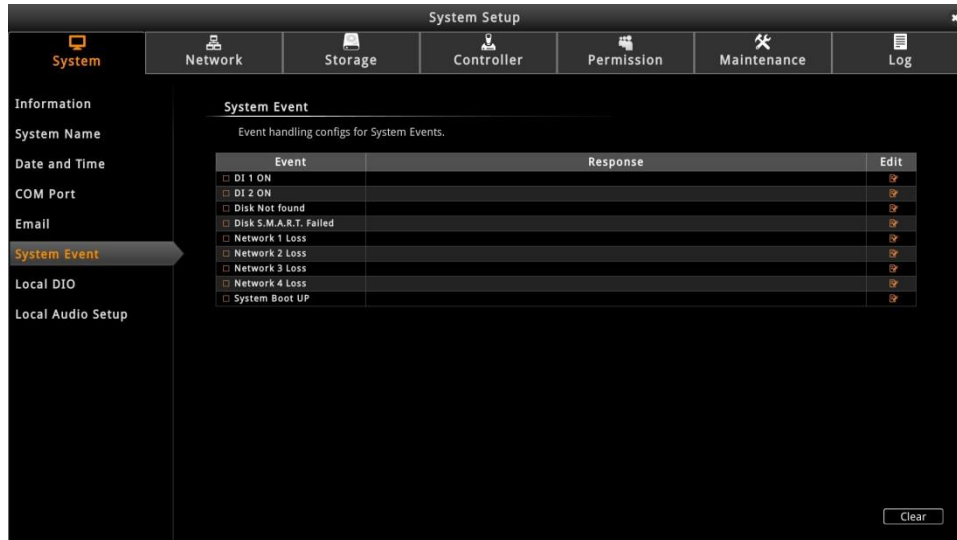 System Setup
System Network Storage Controller Permission Maintenance Log
Information
System Name
Date and Time
COM Port
Email
System Event
Local DIO
Local Audio Setup
System Event
Event handling configs for System Events.
Event Response Edit
DI 1 ON
DI 2 ON
Disk Not found
Disk S.M.A.R.T. Failed
Network 1 Loss
Network 2 Loss
Network 3 Loss
Network 4 Loss
System Boot UP
Clear